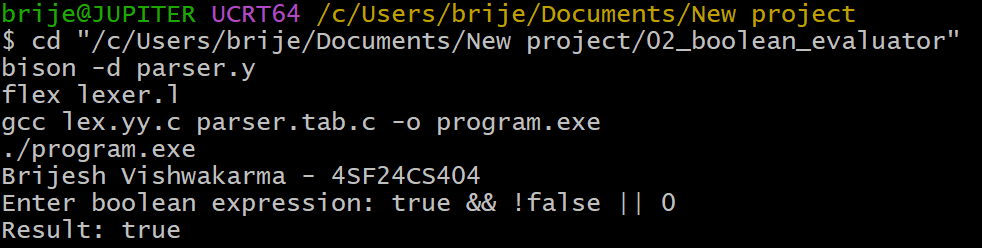 brije@JUPITER UCRT64 /c/Users/brije/Documents/New project
$ cd "/c/Users/brije/Documents/New project/02_boolean_evaluator"
bison -d parser.y
flex lexer.l
gcc lex.yy.c parser.tab.c -o program.exe
./program.exe
Brijesh Vishwakarma - 4SF24CS404
Enter boolean expression: true && !false || 0
Result: true